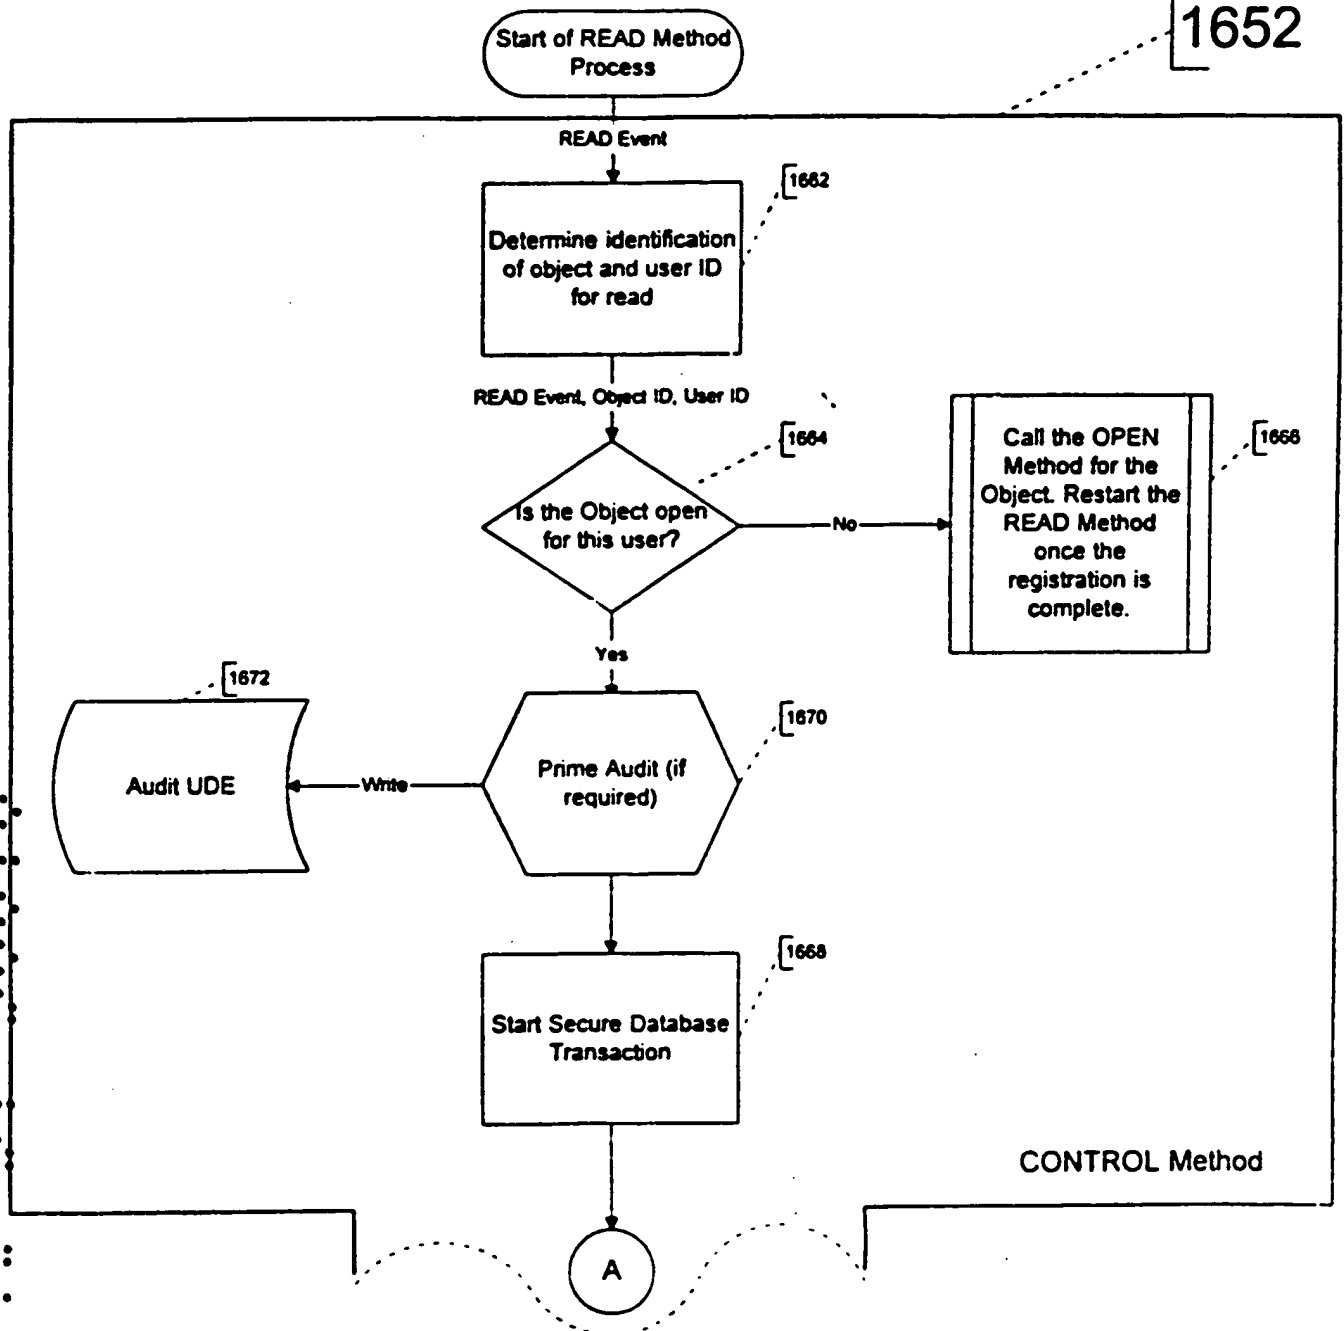 1652
Start of READ Method
Process
READ Event
1662
Determine identification
of object and user ID
for read
READ Event, Object ID, User ID
1664
Is the Object open
for this user?
No
1666
Call the OPEN
Method for the
Object. Restart the
READ Method
once the
registration is
complete.
Yes
1672
Audit UDE
Write
1670
Prime Audit (if
required)
1668
Start Secure Database
Transaction
CONTROL Method
A